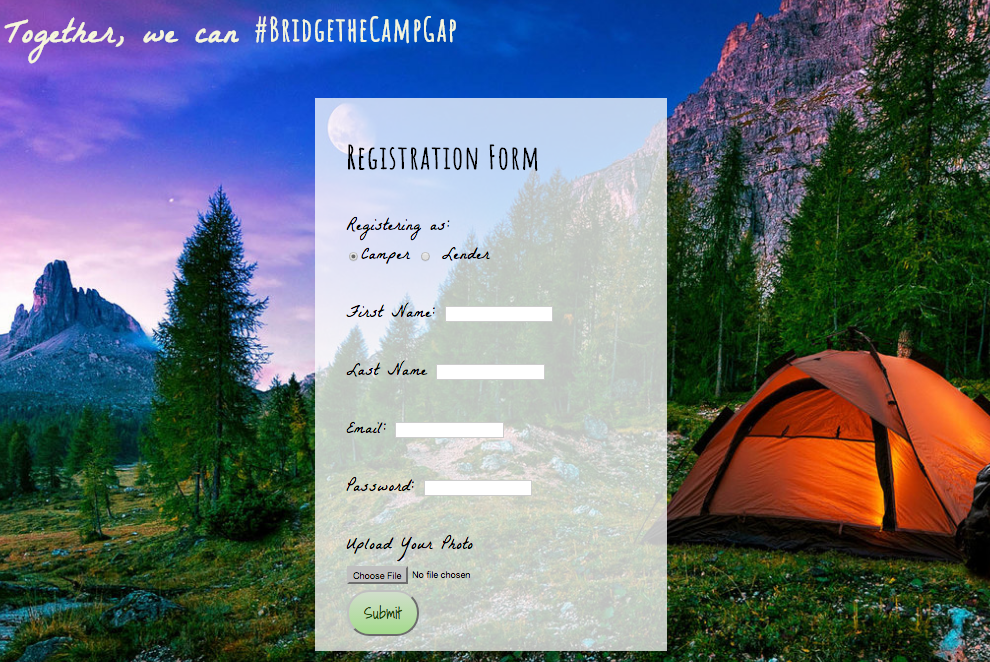 Together, we can #BridgetheCampGap
Registration Form
Registering as:
Camper Lender
First Name:
Last Name
Email:
Password:
Upload Your Photo
Choose File No file chosen
Submit